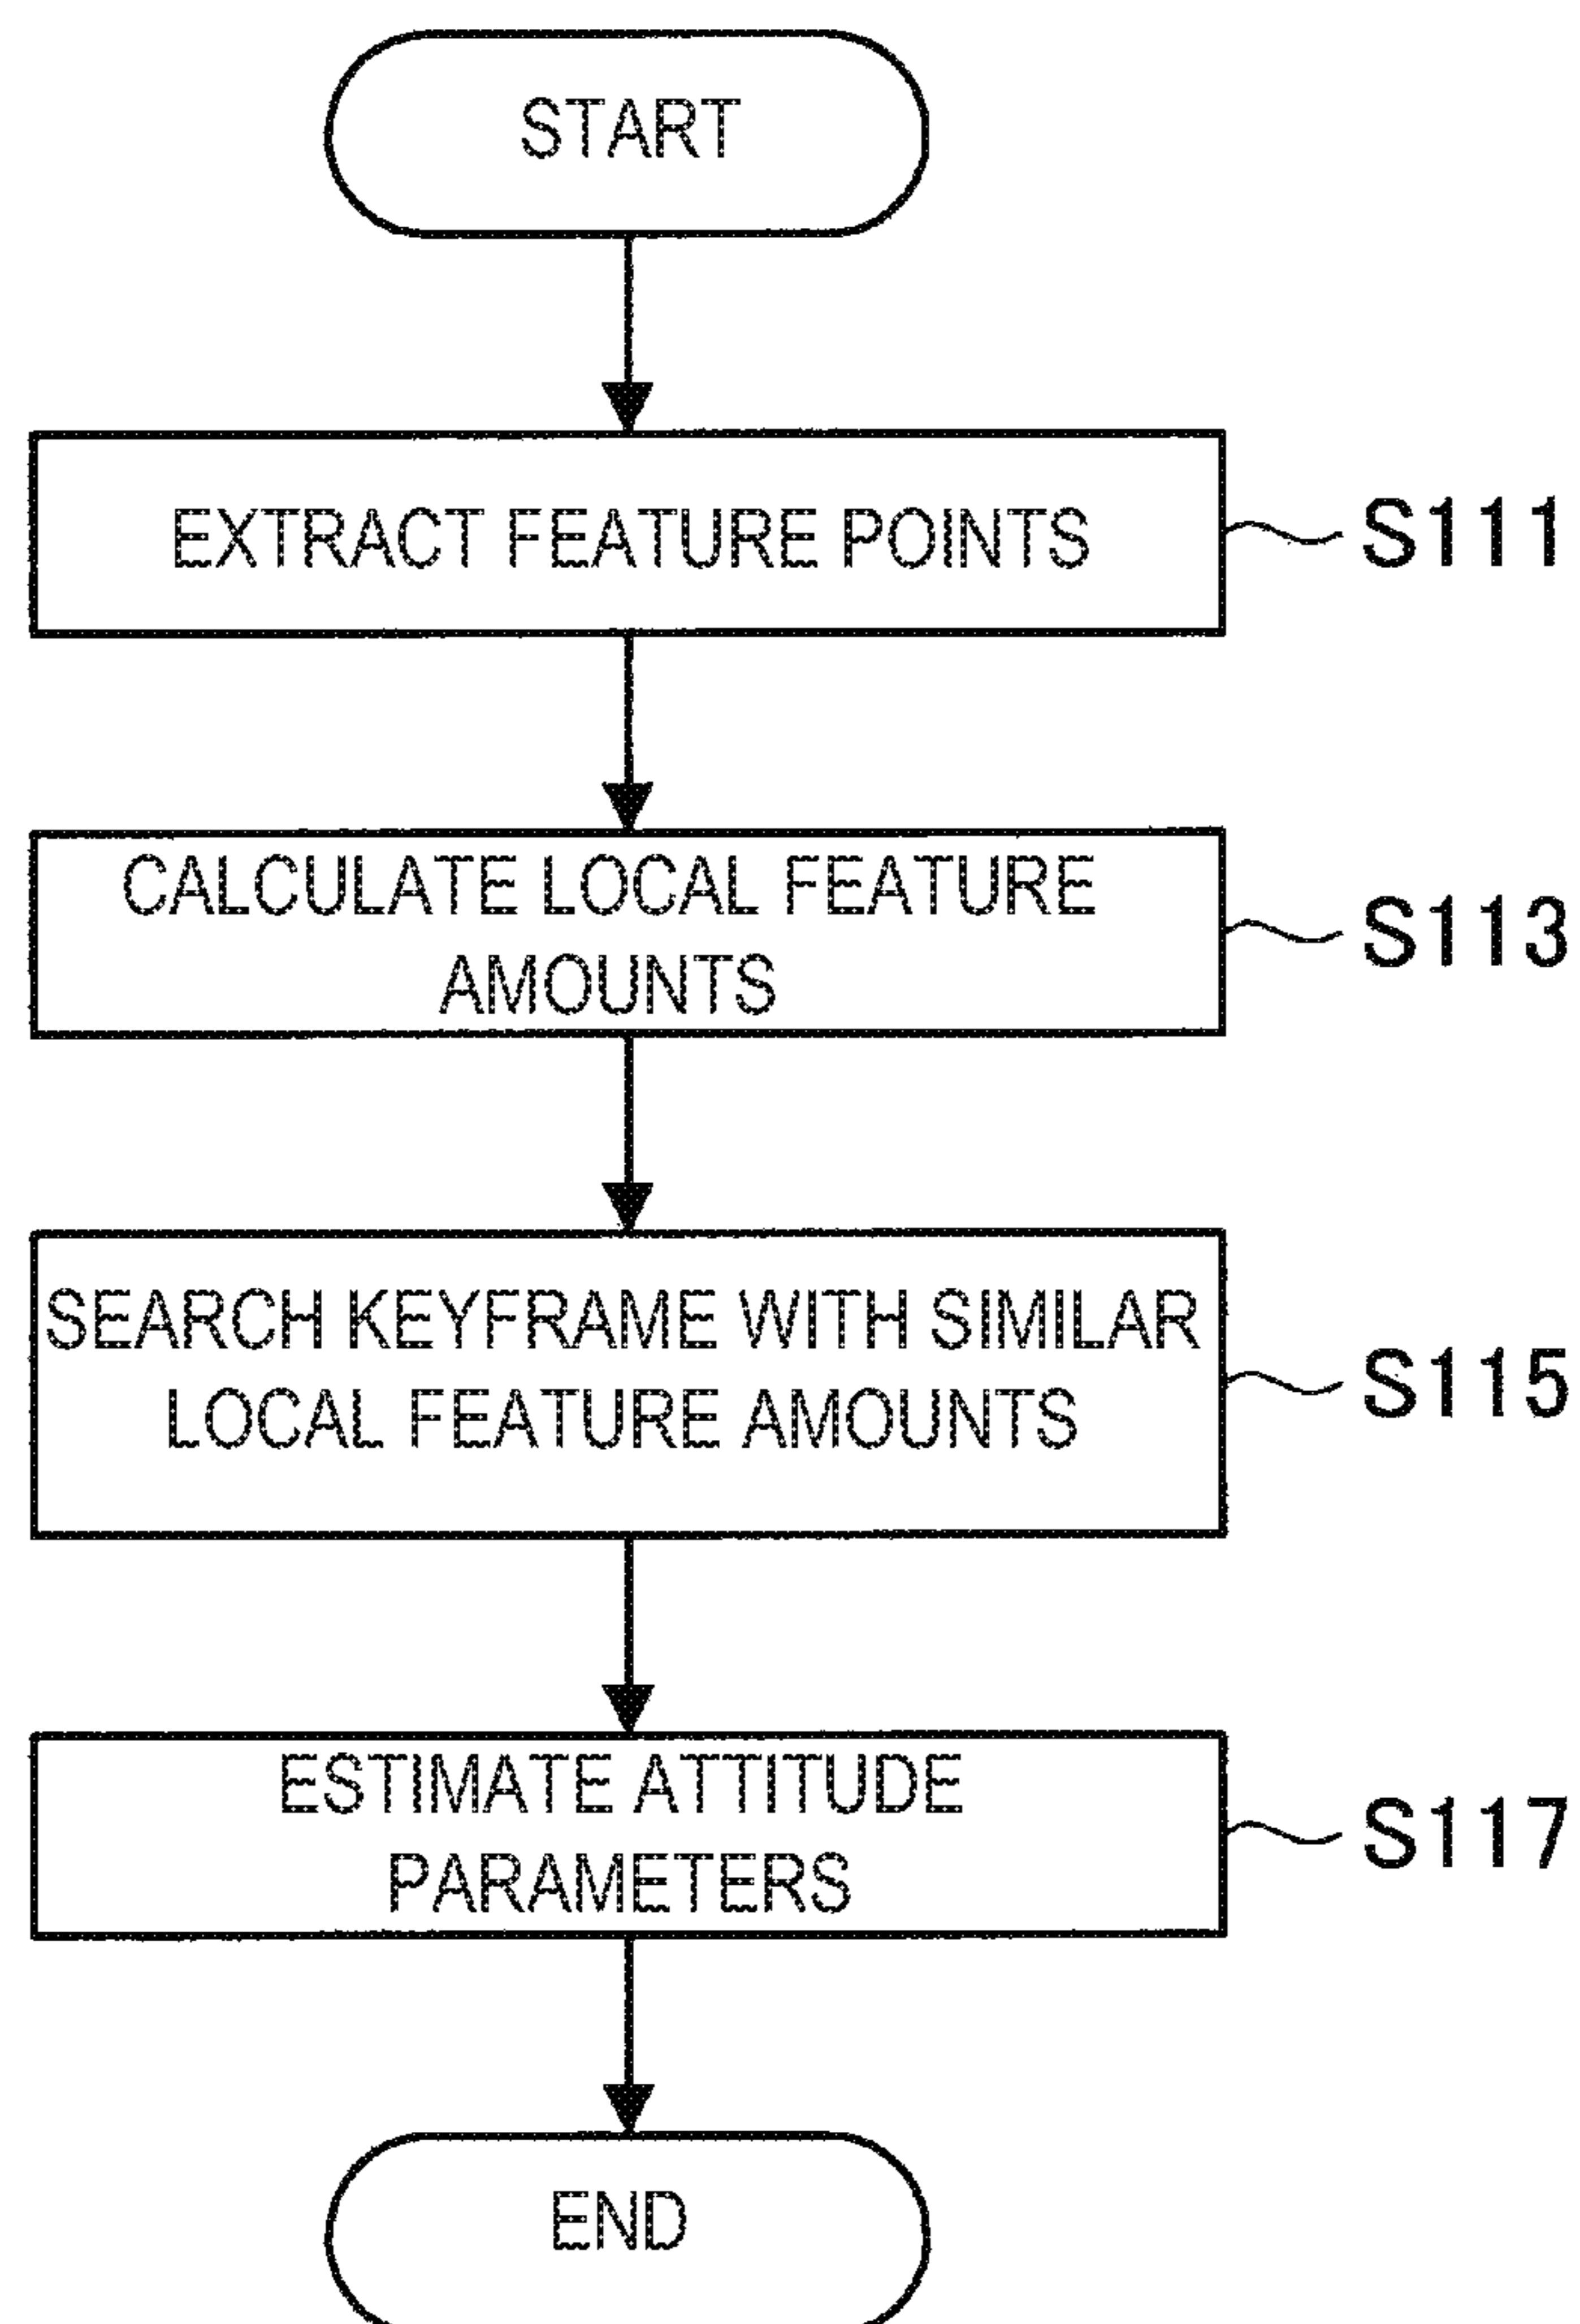 START
EXTRACT FEATURE POINTS
S111
CALCULATE LOCAL FEATURE
AMOUNTS
S113
SEARCH KEYFRAME WITH SIMILAR
LOCAL FEATURE AMOUNTS
S115
ESTIMATE ATTITUDE
PARAMETERS
S117
END